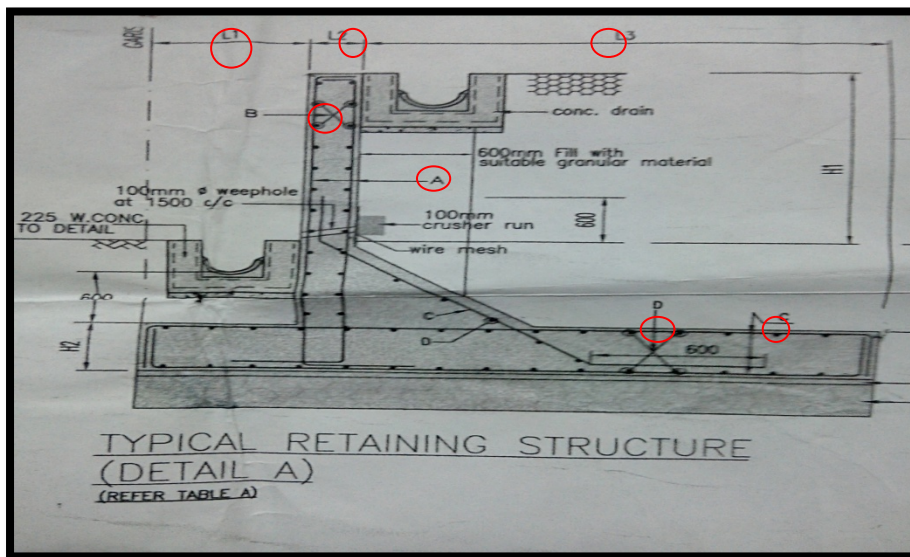 L1
L2
L3
B
conc. drain
600mm Fill with
suitable granular material
H1
A
100mm ø weephole
at 1500 c/c
600
100mm
crusher run
225 W.CONC.
TO DETAIL
wire mesh
600
C
D
D
C
H2
600
TYPICAL RETAINING STRUCTURE
(DETAIL A)
(REFER TABLE A)